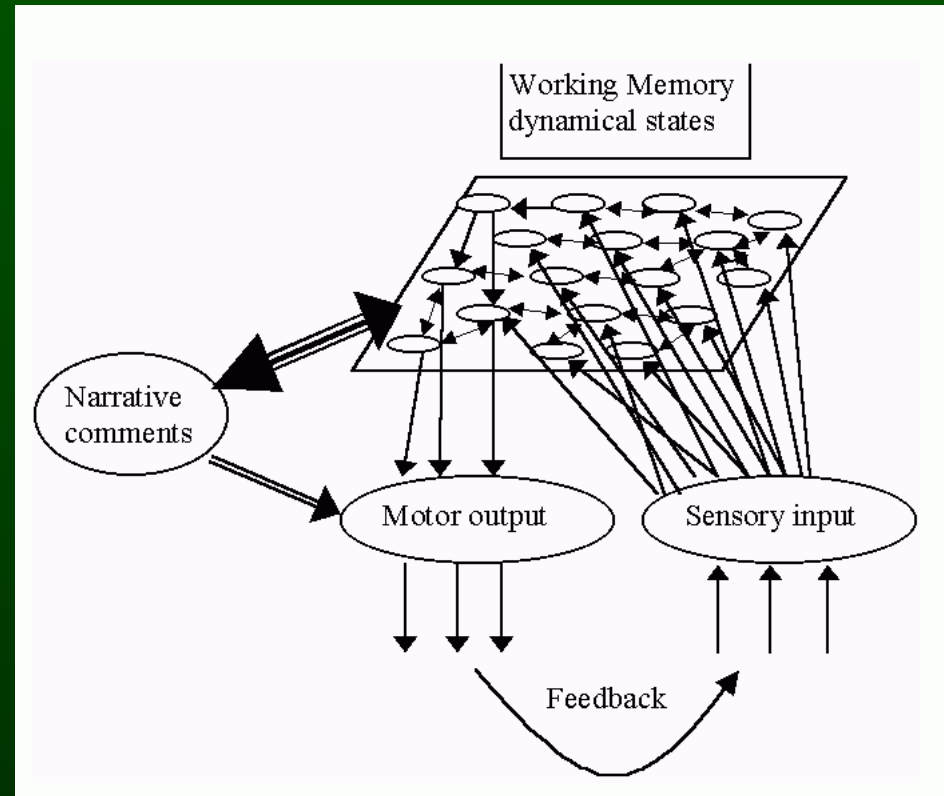 Working Memory
dynamical states
Narrative
comments
Motor output
Sensory input
Feedback